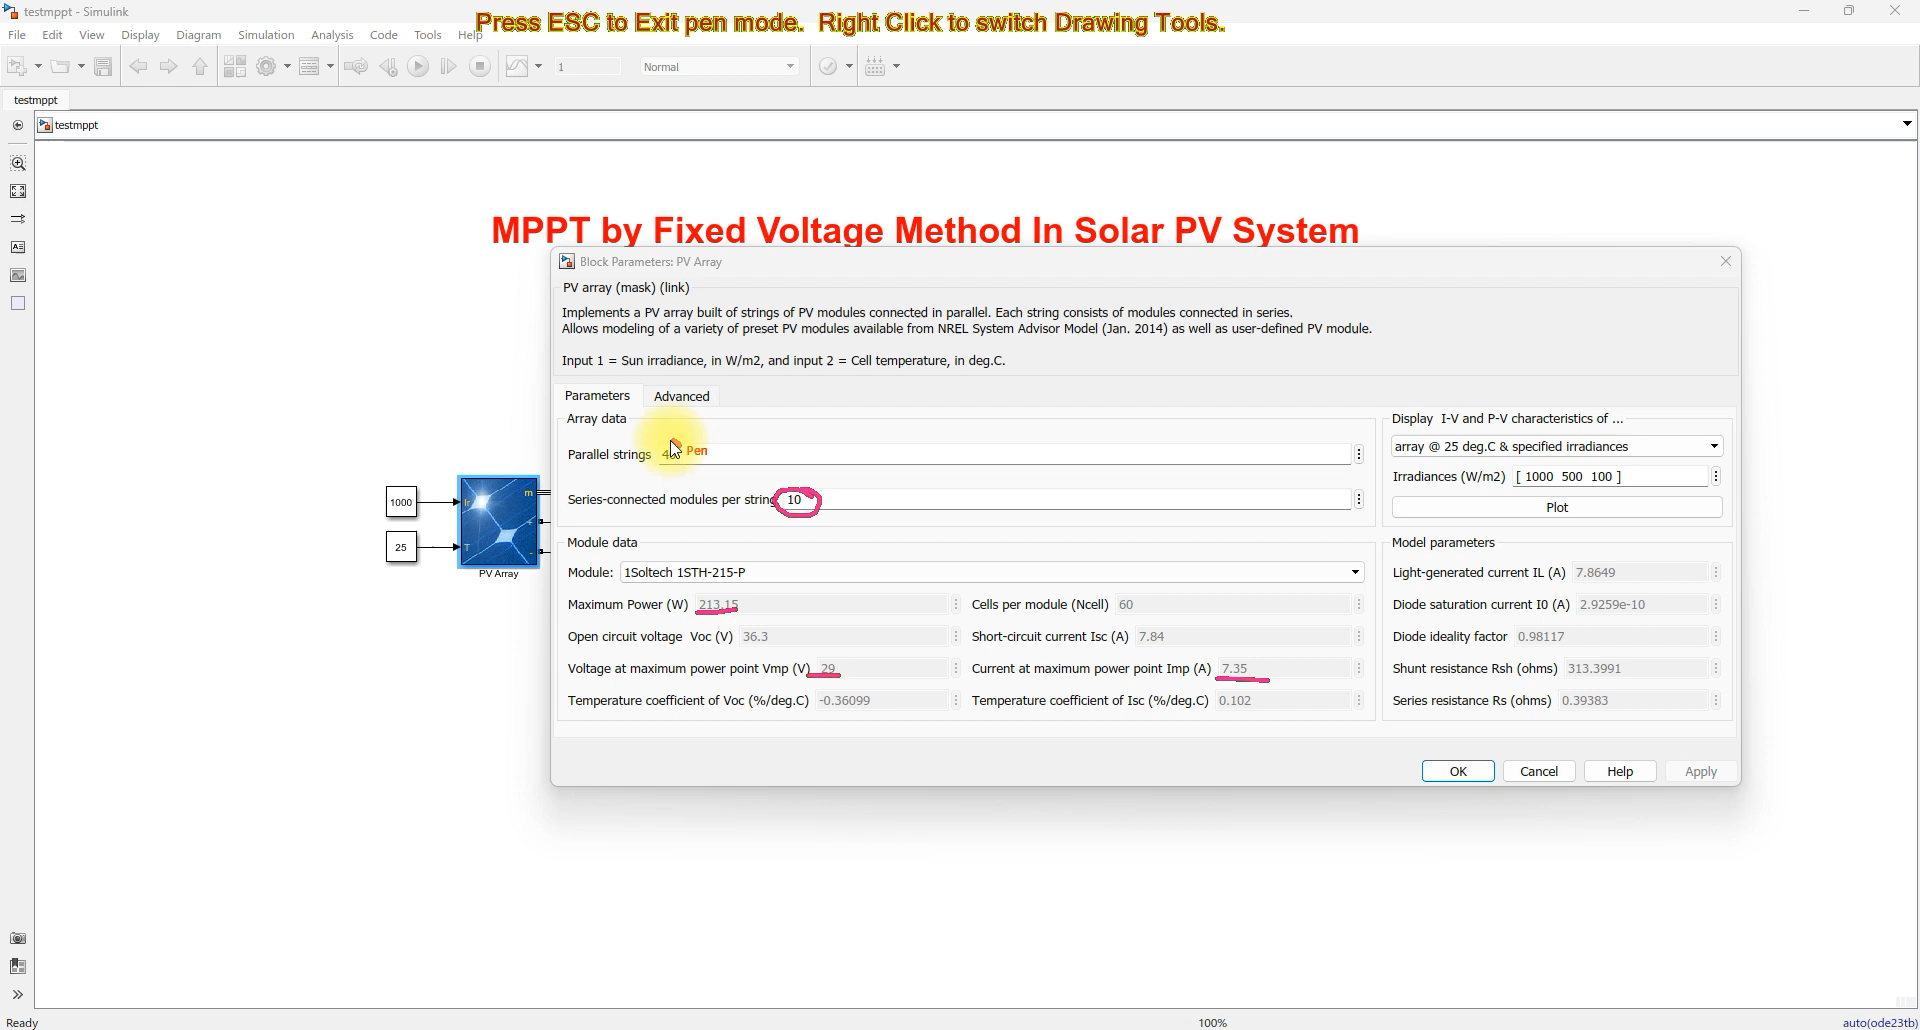 testmppt - Simulink
Press ESC to Exit pen mode. Right Click to switch Drawing Tools.
File Edit View Display Diagram Simulation Analysis Code Tools Help
1 Normal
testmppt
testmppt
MPPT by Fixed Voltage Method In Solar PV System
Block Parameters: PV Array
PV array (mask) (link)
Implements a PV array built of strings of PV modules connected in parallel. Each string consists of modules connected in series.
Allows modeling of a variety of preset PV modules available from NREL System Advisor Model (Jan. 2014) as well as user-defined PV module.
Input 1 = Sun irradiance, in W/m2, and input 2 = Cell temperature, in deg.C.
Parameters Advanced
Array data
Parallel strings
Pen
Series-connected modules per string 10
Display I-V and P-V characteristics of ...
array @ 25 deg.C & specified irradiances
Irradiances (W/m2) [ 1000 500 100 ]
Plot
Module data
Module: 1Soltech 1STH-215-P
Maximum Power (W) 213.15 Cells per module (Ncell) 60
Open circuit voltage Voc (V) 36.3 Short-circuit current Isc (A) 7.84
Voltage at maximum power point Vmp (V) 29 Current at maximum power point Imp (A) 7.35
Temperature coefficient of Voc (%/deg.C) -0.36099 Temperature coefficient of Isc (%/deg.C) 0.102
Model parameters
Light-generated current IL (A) 7.8649
Diode saturation current I0 (A) 2.9259e-10
Diode ideality factor 0.98117
Shunt resistance Rsh (ohms) 313.3991
Series resistance Rs (ohms) 0.39383
OK Cancel Help Apply
1000 Ir m
+
25 T -
PV Array
Ready 100% auto(ode23tb)